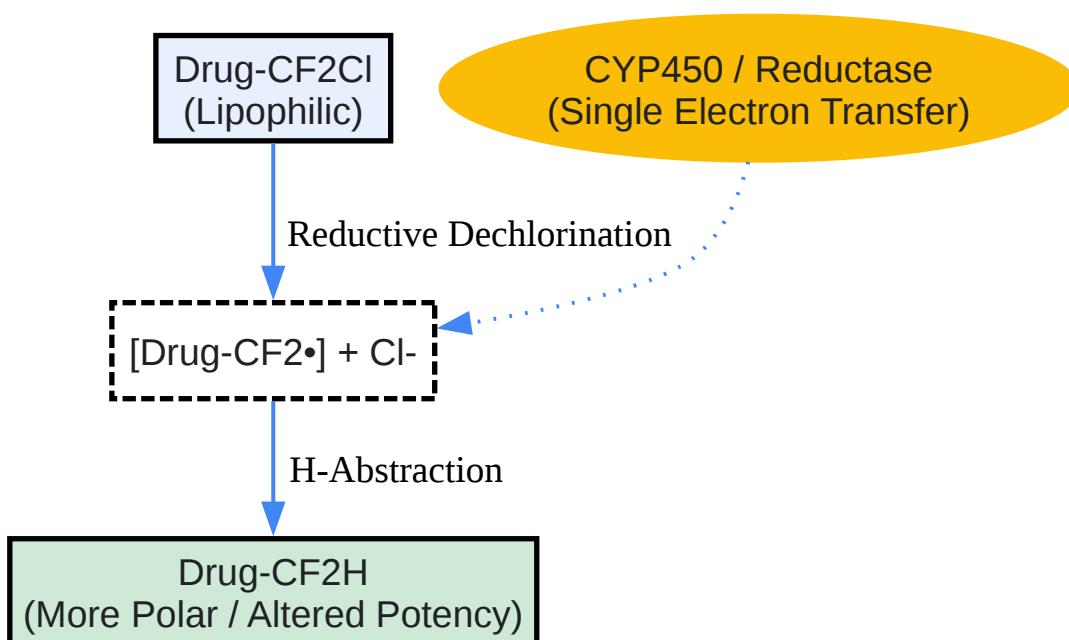 Drug-CF2Cl
(Lipophilic)
CYP450 / Reductase
(Single Electron Transfer)
Reductive Dechlorination
[Drug-CF2•] + Cl-
H-Abstraction
Drug-CF2H
(More Polar / Altered Potency)